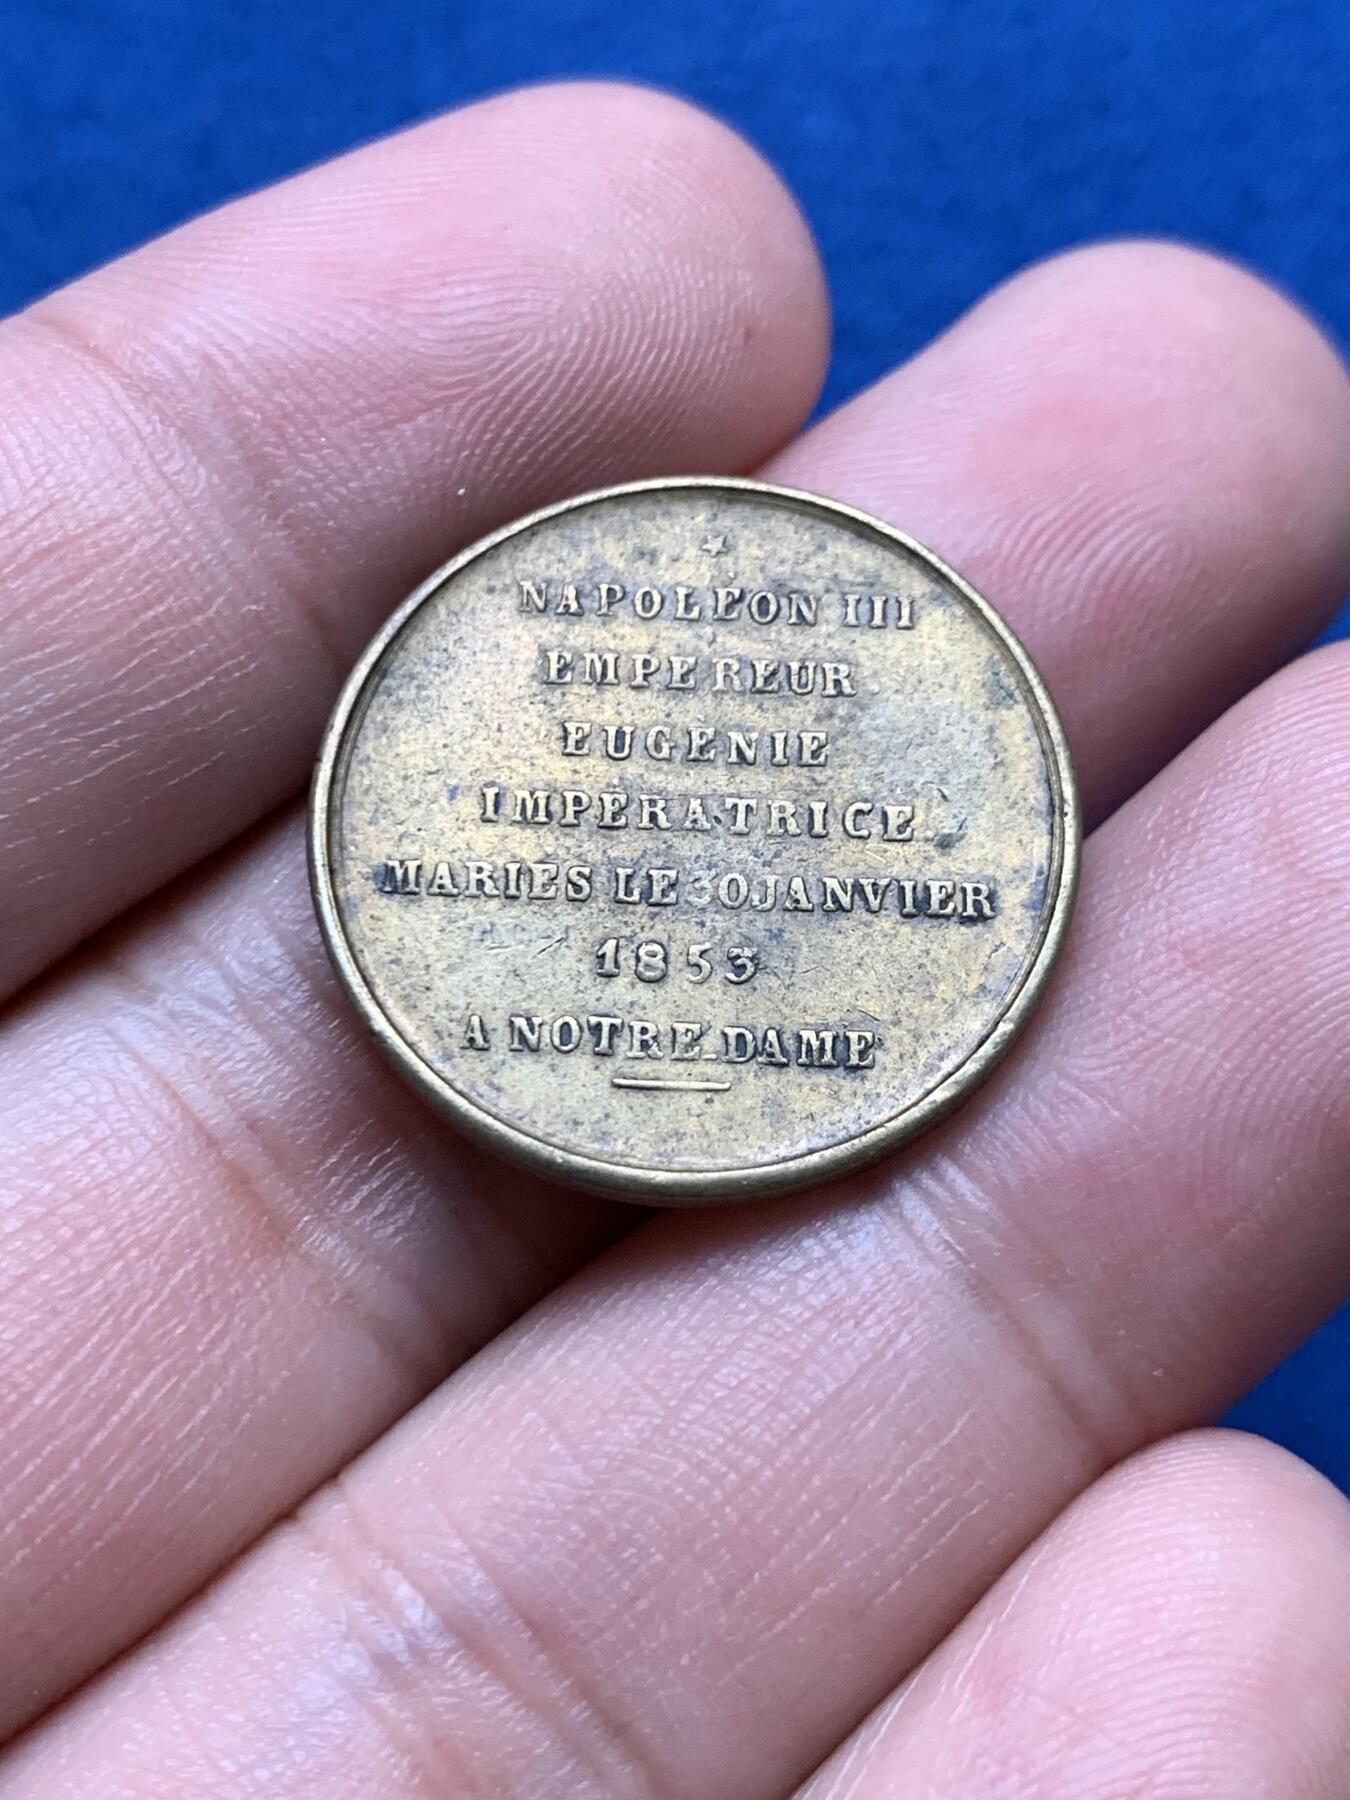 NAPOLEON III
EMPEREUR
EUGENIE
IMPERATRICE
MARIES LE 30 JANVIER
1853
A NOTRE-DAME